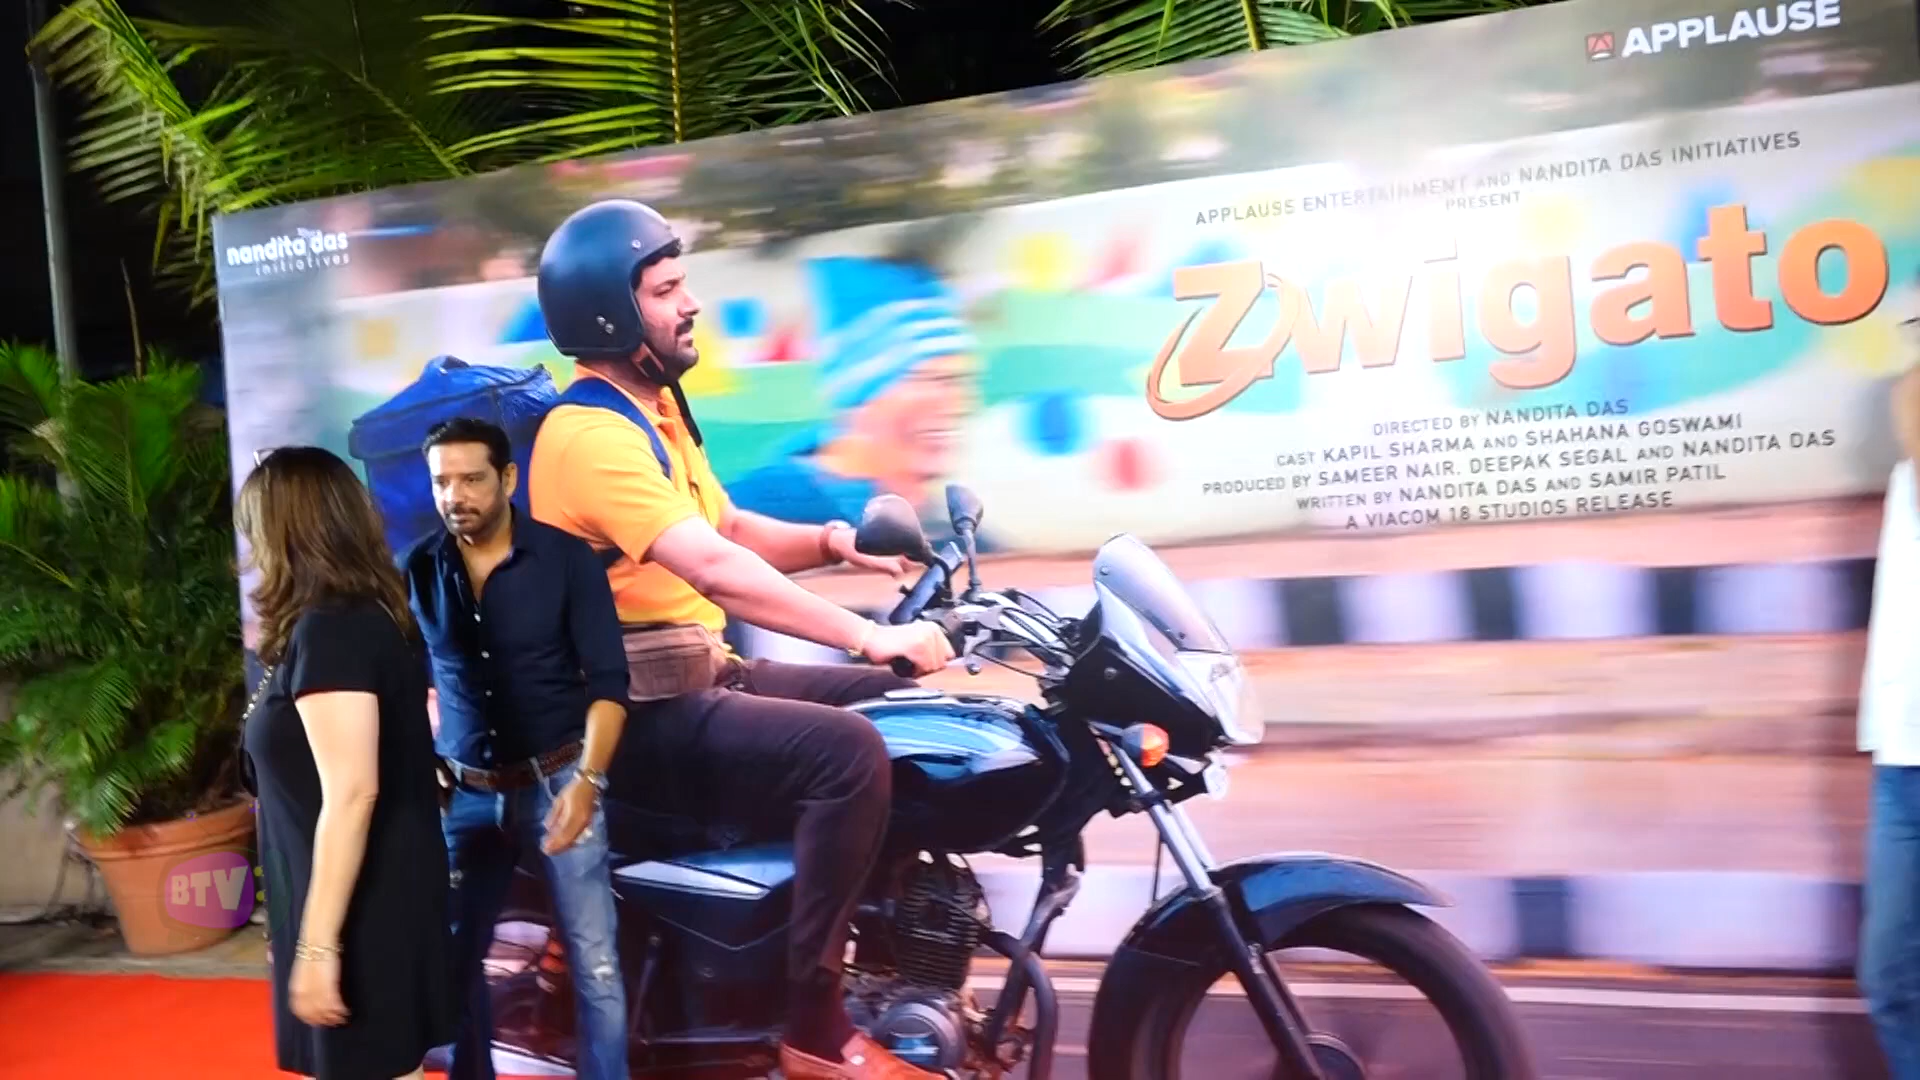 APPLAUSE
nandita das
initiatives
APPLAUSE ENTERTAINMENT AND NANDITA DAS INITIATIVES
PRESENT
Zwigato
DIRECTED BY NANDITA DAS
CAST KAPIL SHARMA AND SHAHANA GOSWAMI
PRODUCED BY SAMEER NAIR, DEEPAK SEGAL AND NANDITA DAS
WRITTEN BY NANDITA DAS AND SAMIR PATIL
A VIACOM 18 STUDIOS RELEASE
BTV